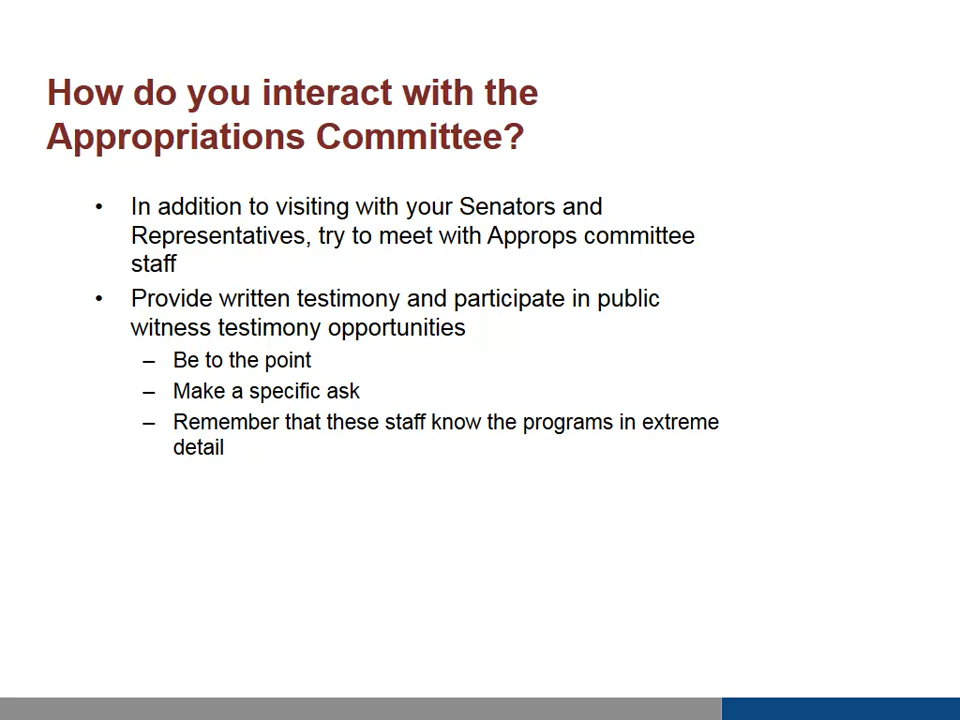 How do you interact with the
Appropriations Committee?
• In addition to visiting with your Senators and
Representatives, try to meet with Approps committee
staff
• Provide written testimony and participate in public
witness testimony opportunities
– Be to the point
– Make a specific ask
– Remember that these staff know the programs in extreme
detail